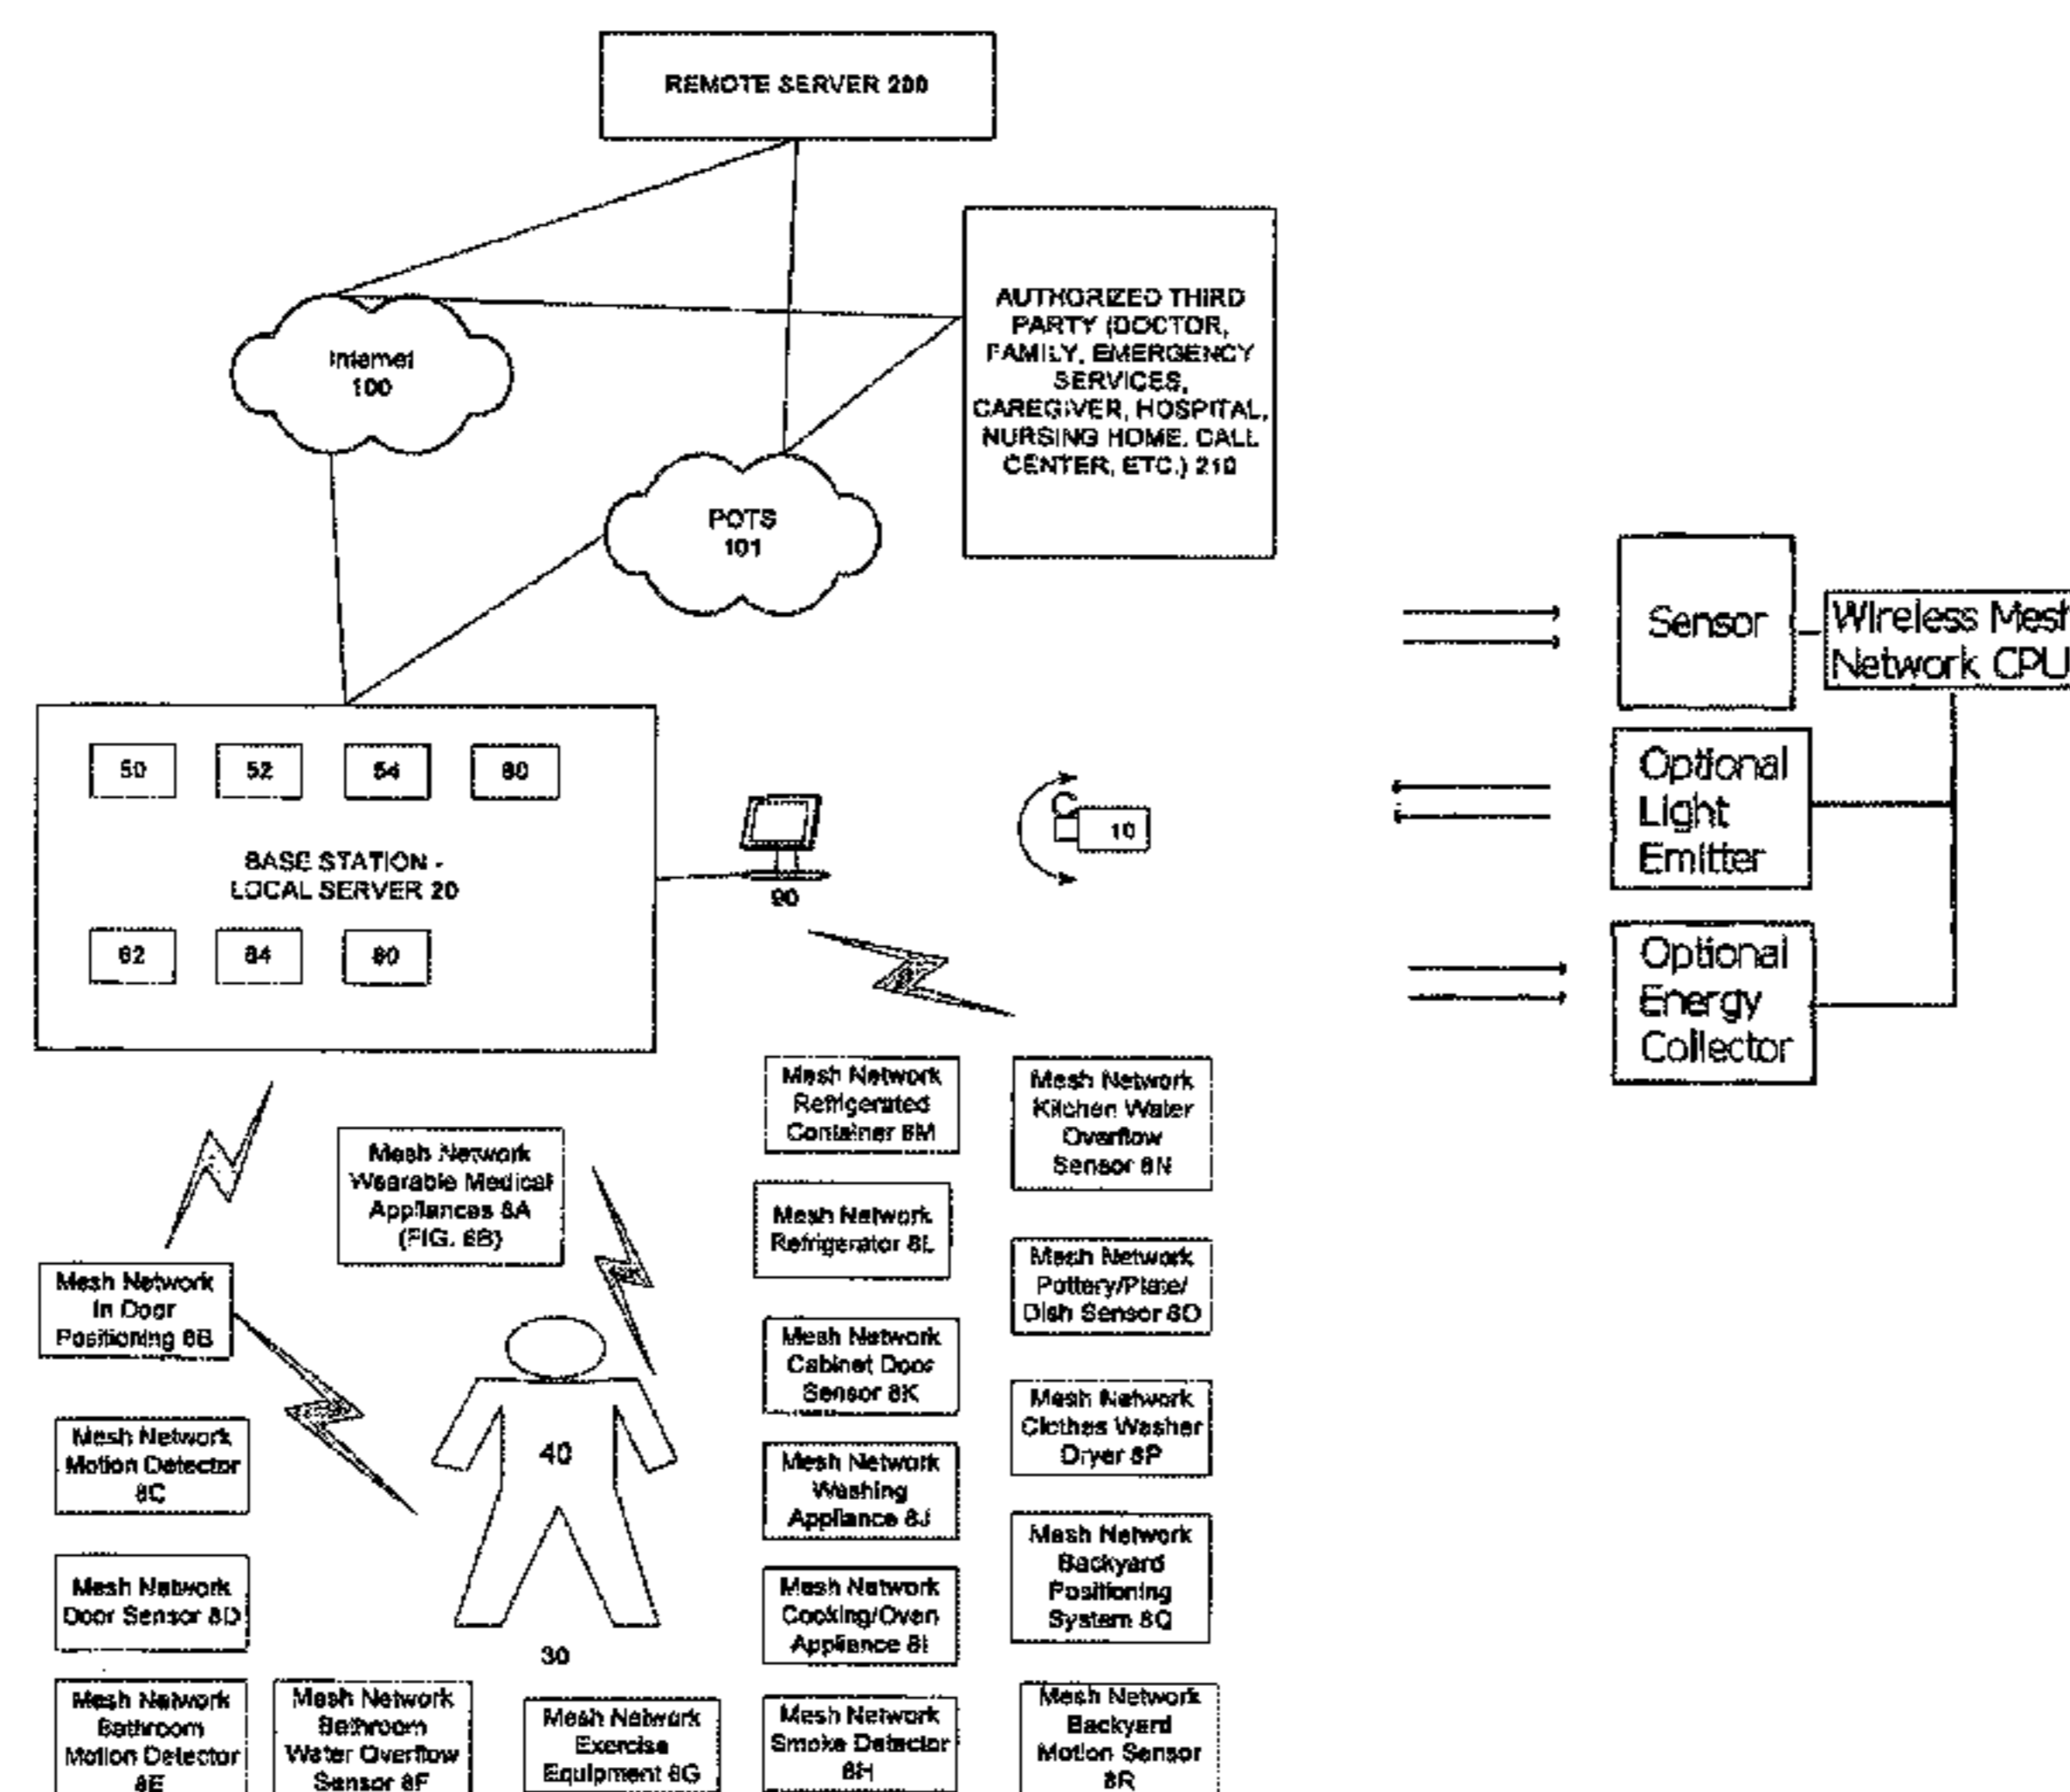 REMOTE SERVER 200
AUTHORIZED THIRD
PARTY (DOCTOR,
FAMILY, EMERGENCY
SERVICES,
CAREGIVER, HOSPITAL,
NURSING HOME, CALL
CENTER, ETC.) 210
Internet
100
POTS
101
Sensor
Wireless Mesh
Network CPU
50
52
54
BASE STATION -
LOCAL SERVER 20
90
C
10
Optional
Light
Emitter
Optional
Energy
Collector
Mesh Network
Refrigerated
Container 8M
Mesh Network
Kitchen Water
Overflow
Sensor 8N
Mesh Network
Wearable Medical
Appliances 8A
(FIG. 6B)
Mesh Network
Refrigerator 8L
Mesh Network
Pottery/Plate/
Dish Sensor 8O
Mesh Network
In Door
Positioning 8B
Mesh Network
Cabinet Door
Sensor 8K
Mesh Network
Clothes Washer
Dryer 8P
Mesh Network
Motion Detector
8C
40
Mesh Network
Washing
Appliance 8J
Mesh Network
Backyard
Positioning
System 8Q
Mesh Network
Door Sensor 8D
Mesh Network
Cooking/Oven
Appliance 8I
30
Mesh Network
Bathroom
Motion Detector
8E
Mesh Network
Bathroom
Water Overflow
Sensor 8F
Mesh Network
Exercise
Equipment 8G
Mesh Network
Smoke Detector
8H
Mesh Network
Backyard
Motion Sensor
8R